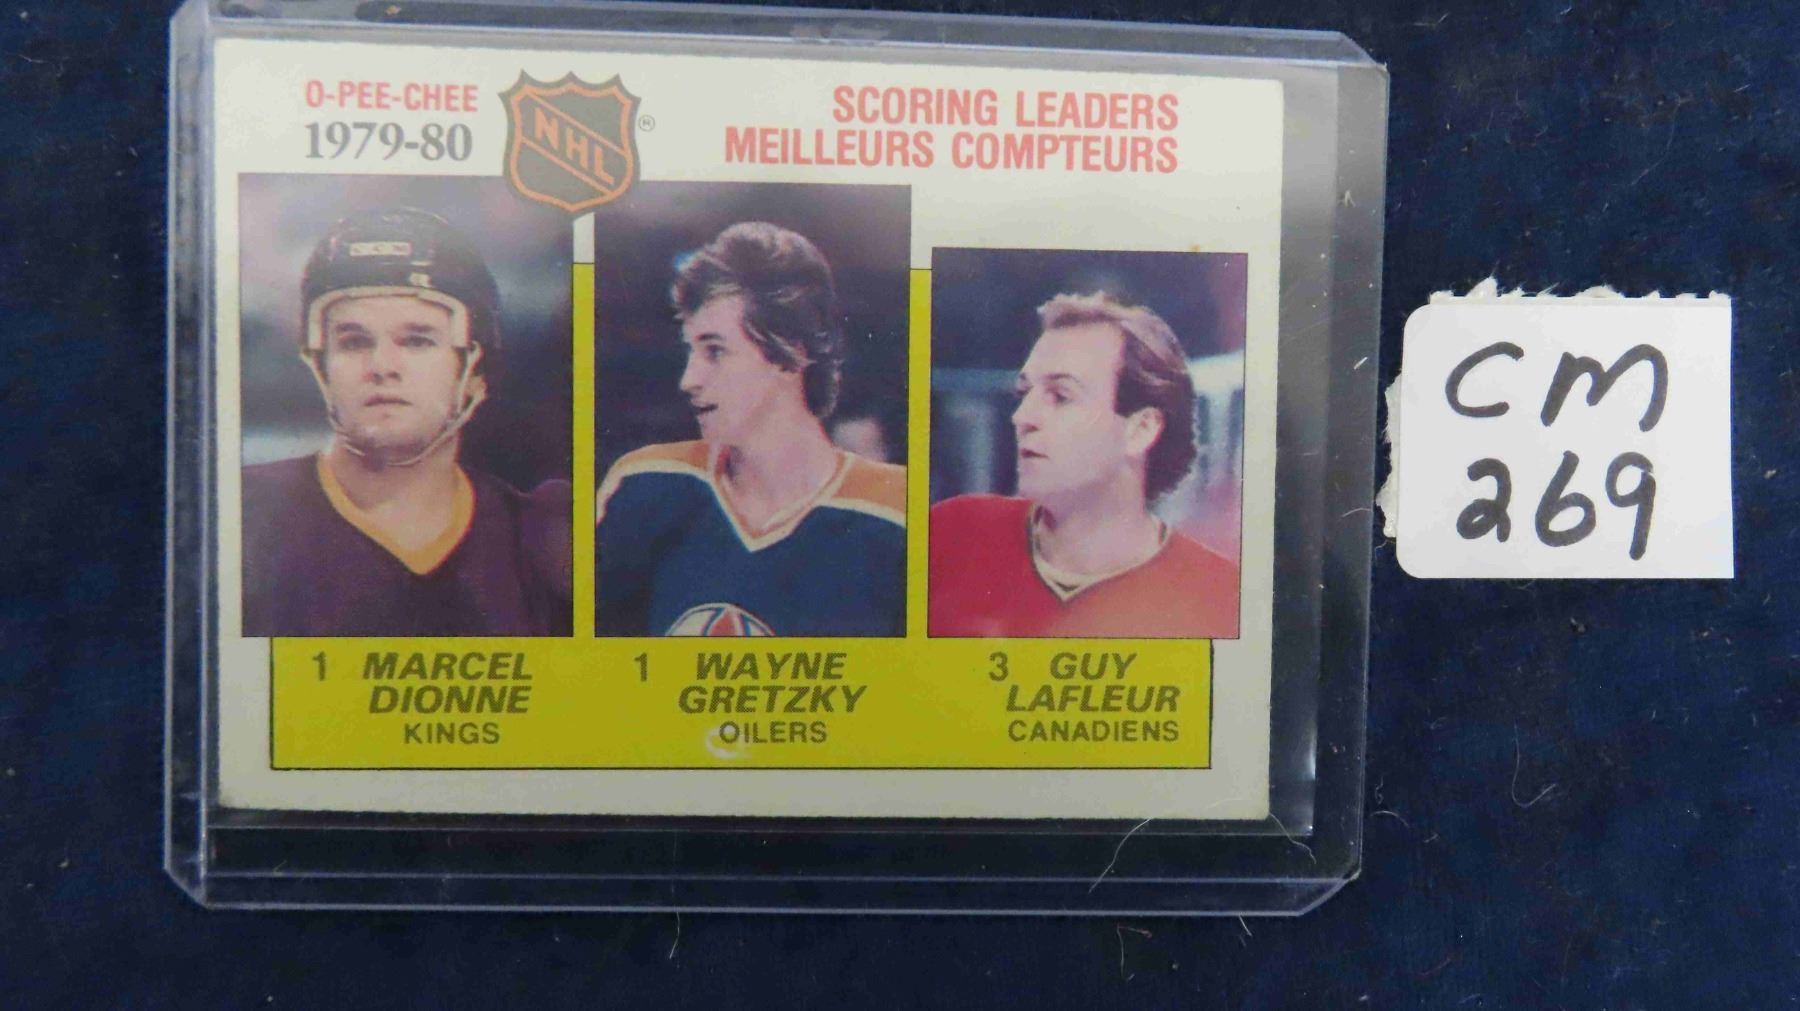 O-PEE-CHEE
1979-80
NHL
®
SCORING LEADERS
MEILLEURS COMPTEURS
CCM
1 MARCEL
DIONNE
KINGS
1 WAYNE
GRETZKY
OILERS
3 GUY
LAFLEUR
CANADIENS
CM
269